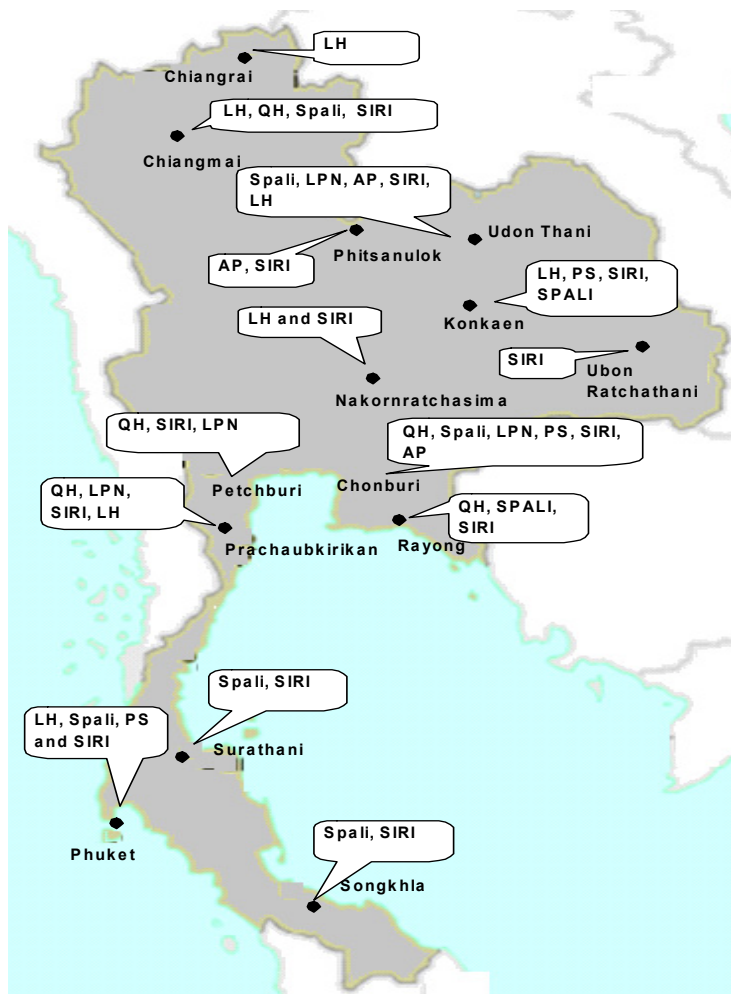 LH
Chiangrai
LH, QH, Spali, SIRI
Chiangmai
Spali, LPN, AP, SIRI,
LH
Udon Thani
Phitsanulok
AP, SIRI
LH, PS, SIRI,
SPALI
Konkaen
LH and SIRI
SIRI
Ubon
Ratchathani
Nakornratchasima
QH, SIRI, LPN
QH, Spali, LPN, PS, SIRI,
AP
Petchburi
Chonburi
QH, LPN,
SIRI, LH
QH, SPALI,
SIRI
Prachaubkirikan
Rayong
Spali, SIRI
LH, Spali, PS
and SIRI
Surathani
Spali, SIRI
Phuket
Songkhla